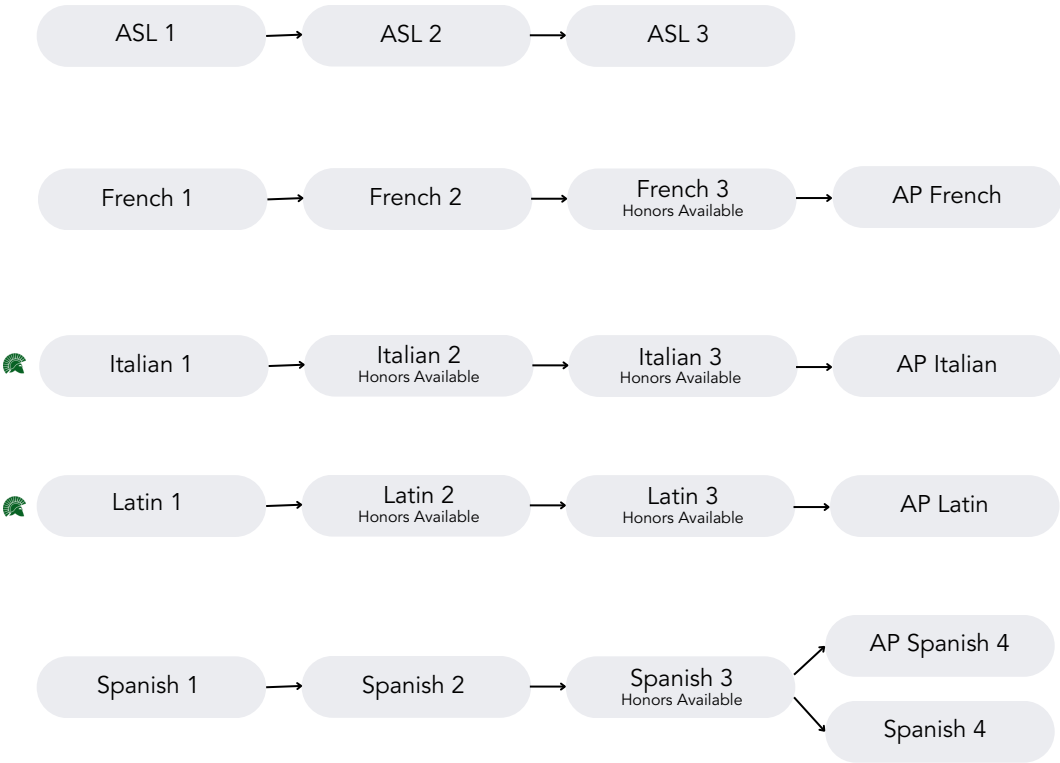 ASL 1
ASL 2
ASL 3
French 1
French 2
French 3
Honors Available
AP French
Italian 1
Italian 2
Honors Available
Italian 3
Honors Available
AP Italian
Latin 1
Latin 2
Honors Available
Latin 3
Honors Available
AP Latin
Spanish 1
Spanish 2
Spanish 3
Honors Available
AP Spanish 4
Spanish 4